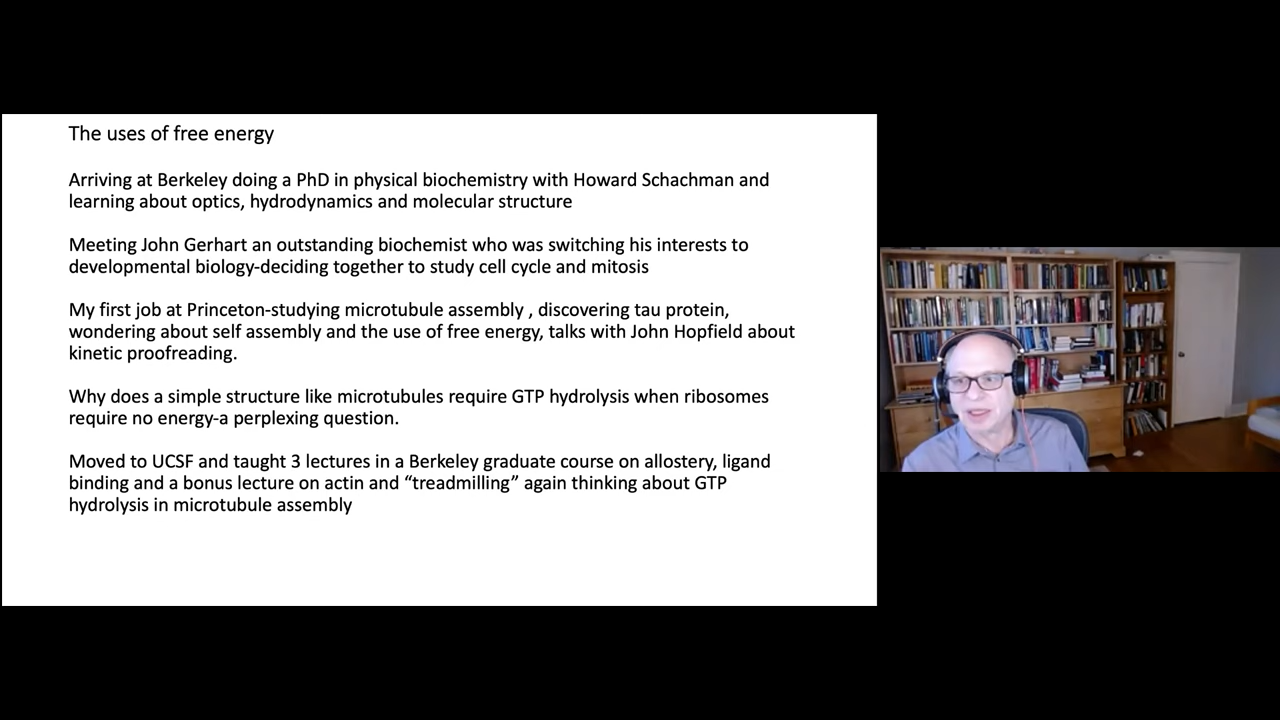 The uses of free energy
Arriving at Berkeley doing a PhD in physical biochemistry with Howard Schachman and
learning about optics, hydrodynamics and molecular structure
Meeting John Gerhart an outstanding biochemist who was switching his interests to
developmental biology-deciding together to study cell cycle and mitosis
My first job at Princeton-studying microtubule assembly , discovering tau protein,
wondering about self assembly and the use of free energy, talks with John Hopfield about
kinetic proofreading.
Why does a simple structure like microtubules require GTP hydrolysis when ribosomes
require no energy-a perplexing question.
Moved to UCSF and taught 3 lectures in a Berkeley graduate course on allostery, ligand
binding and a bonus lecture on actin and “treadmilling” again thinking about GTP
hydrolysis in microtubule assembly